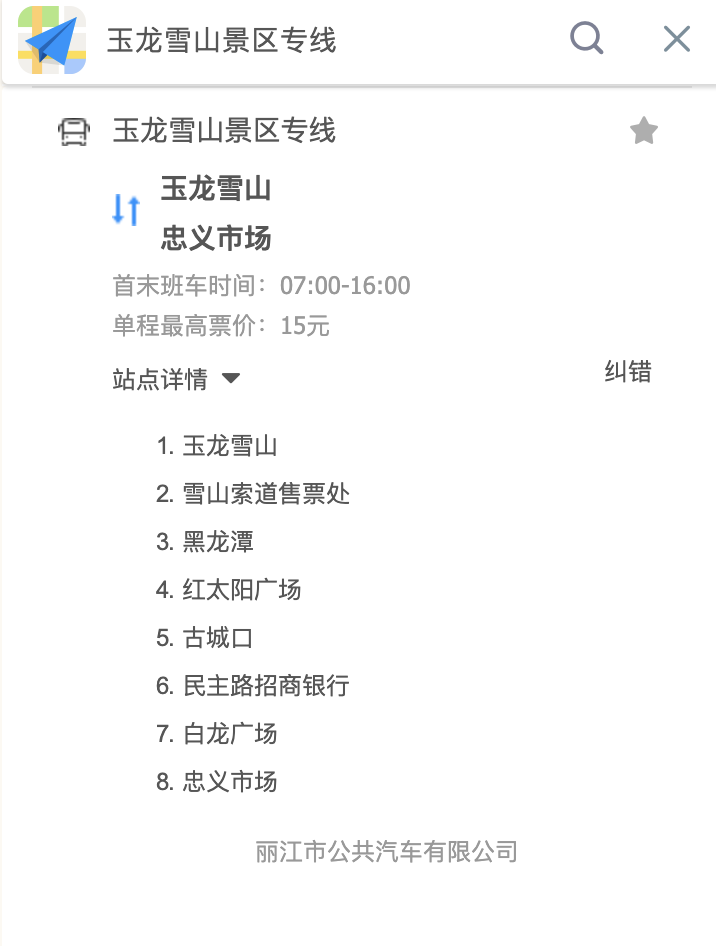 玉龙雪山景区专线
玉龙雪山景区专线
玉龙雪山
忠义市场
首末班车时间：07:00-16:00
单程最高票价：15元
站点详情
纠错
1. 玉龙雪山
2. 雪山索道售票处
3. 黑龙潭
4. 红太阳广场
5. 古城口
6. 民主路招商银行
7. 白龙广场
8. 忠义市场
丽江市公共汽车有限公司